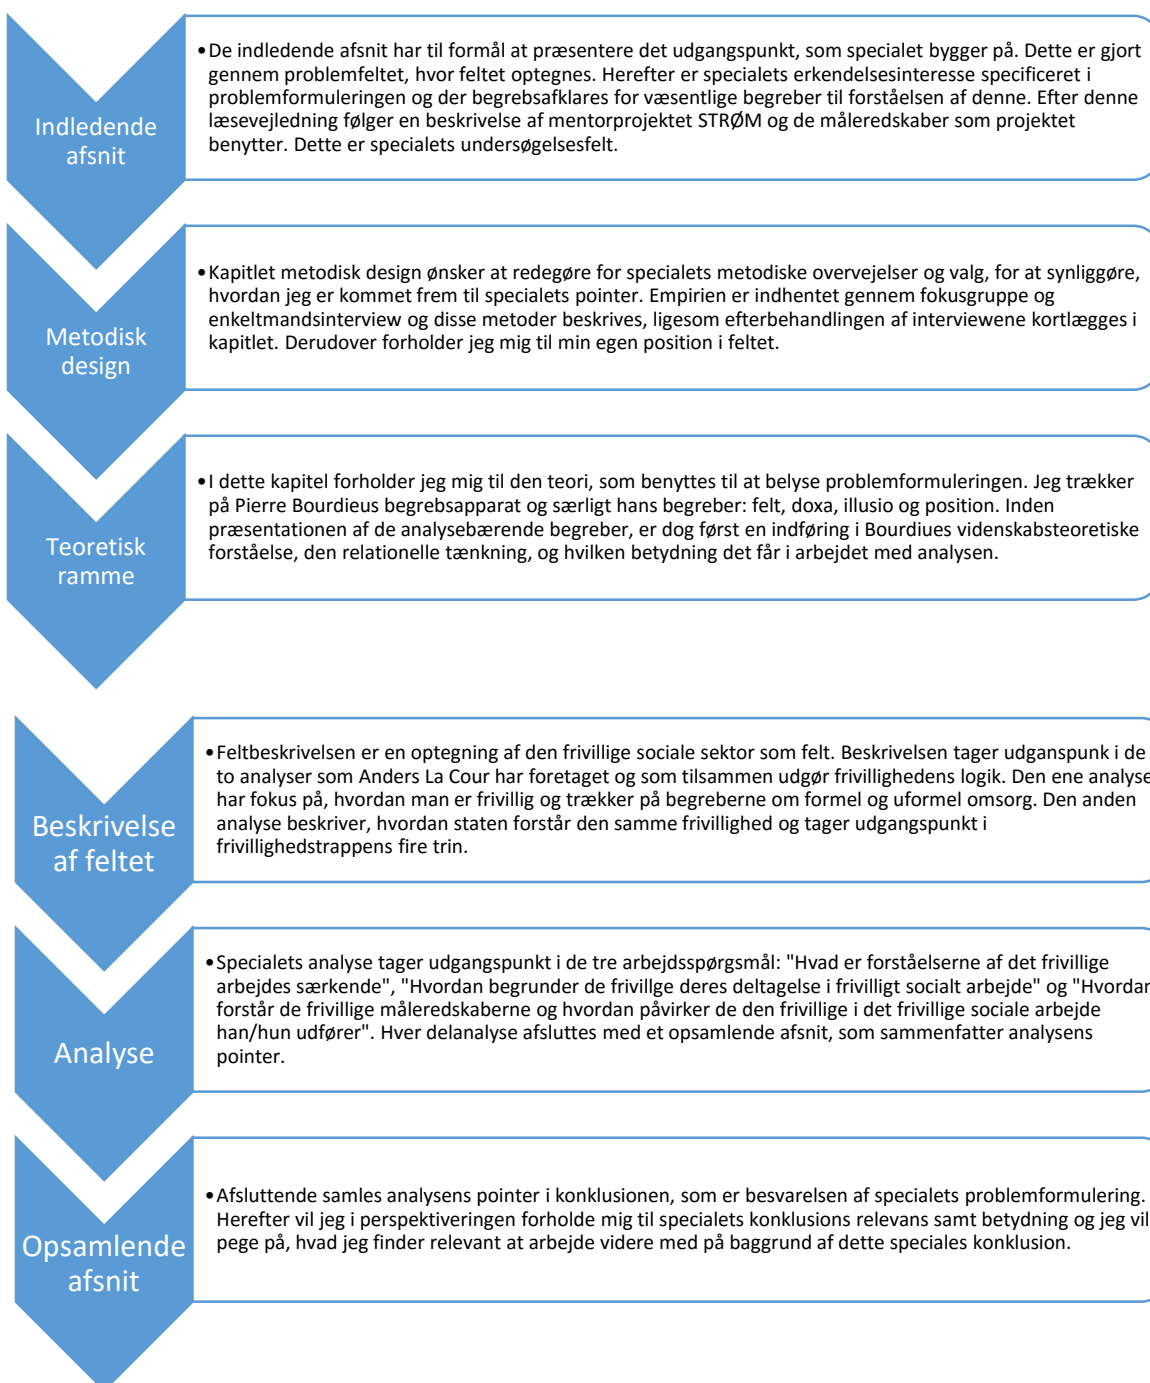 Indledende
afsnit
•De indledende afsnit har til formål at præsentere det udgangspunkt, som specialet bygger på. Dette er gjort
gennem problemfeltet, hvor feltet optegnes. Herefter er specialets erkendelsesinteresse specificeret i
problemformuleringen og der begrebsafklares for væsentlige begreber til forståelsen af denne. Efter denne
læsevejledning følger en beskrivelse af mentorprojektet STRØM og de måleredskaber som projektet
benytter. Dette er specialets undersøgelsesfelt.
Metodisk
design
•Kapitlet metodisk design ønsker at redegøre for specialets metodiske overvejelser og valg, for at synliggøre,
hvordan jeg er kommet frem til specialets pointer. Empirien er indhentet gennem fokusgruppe og
enkeltmandsinterview og disse metoder beskrives, ligesom efterbehandlingen af interviewene kortlægges i
kapitlet. Derudover forholder jeg mig til min egen position i feltet.
Teoretisk
ramme
•I dette kapitel forholder jeg mig til den teori, som benyttes til at belyse problemformuleringen. Jeg trækker
på Pierre Bourdieus begrebsapparat og særligt hans begreber: felt, doxa, illusio og position. Inden
præsentationen af de analysebærende begreber, er dog først en indføring i Bourdiues videnskabsteoretiske
forståelse, den relationelle tænkning, og hvilken betydning det får i arbejdet med analysen.
Beskrivelse
af feltet
•Feltbeskrivelsen er en optegning af den frivillige sociale sektor som felt. Beskrivelsen tager udganspunk i de
to analyser som Anders La Cour har foretaget og som tilsammen udgør frivillighedens logik. Den ene analyse
har fokus på, hvordan man er frivillig og trækker på begreberne om formel og uformel omsorg. Den anden
analyse beskriver, hvordan staten forstår den samme frivillighed og tager udgangspunkt i
frivillighedstrappens fire trin.
Analyse
•Specialets analyse tager udgangspunkt i de tre arbejdsspørgsmål: "Hvad er forståelserne af det frivillige
arbejdes særkende", "Hvordan begrunder de frivillge deres deltagelse i frivilligt socialt arbejde" og "Hvordan
forstår de frivillige måleredskaberne og hvordan påvirker de den frivillige i det frivillige sociale arbejde
han/hun udfører". Hver delanalyse afsluttes med et opsamlende afsnit, som sammenfatter analysens
pointer.
Opsamlende
afsnit
•Afsluttende samles analysens pointer i konklusionen, som er besvarelsen af specialets problemformulering.
Herefter vil jeg i perspektiveringen forholde mig til specialets konklusions relevans samt betydning og jeg vil
pege på, hvad jeg finder relevant at arbejde videre med på baggrund af dette speciales konklusion.